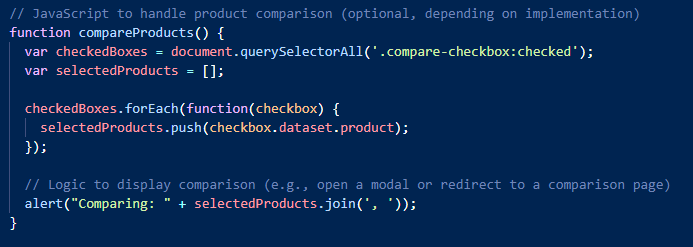 // JavaScript to handle product comparison (optional, depending on implementation)
function compareProducts() {
  var checkedBoxes = document.querySelectorAll('.compare-checkbox:checked');
  var selectedProducts = [];

  checkedBoxes.forEach(function(checkbox) {
    selectedProducts.push(checkbox.dataset.product);
  });

  // Logic to display comparison (e.g., open a modal or redirect to a comparison page)
  alert("Comparing: " + selectedProducts.join(', '));
}